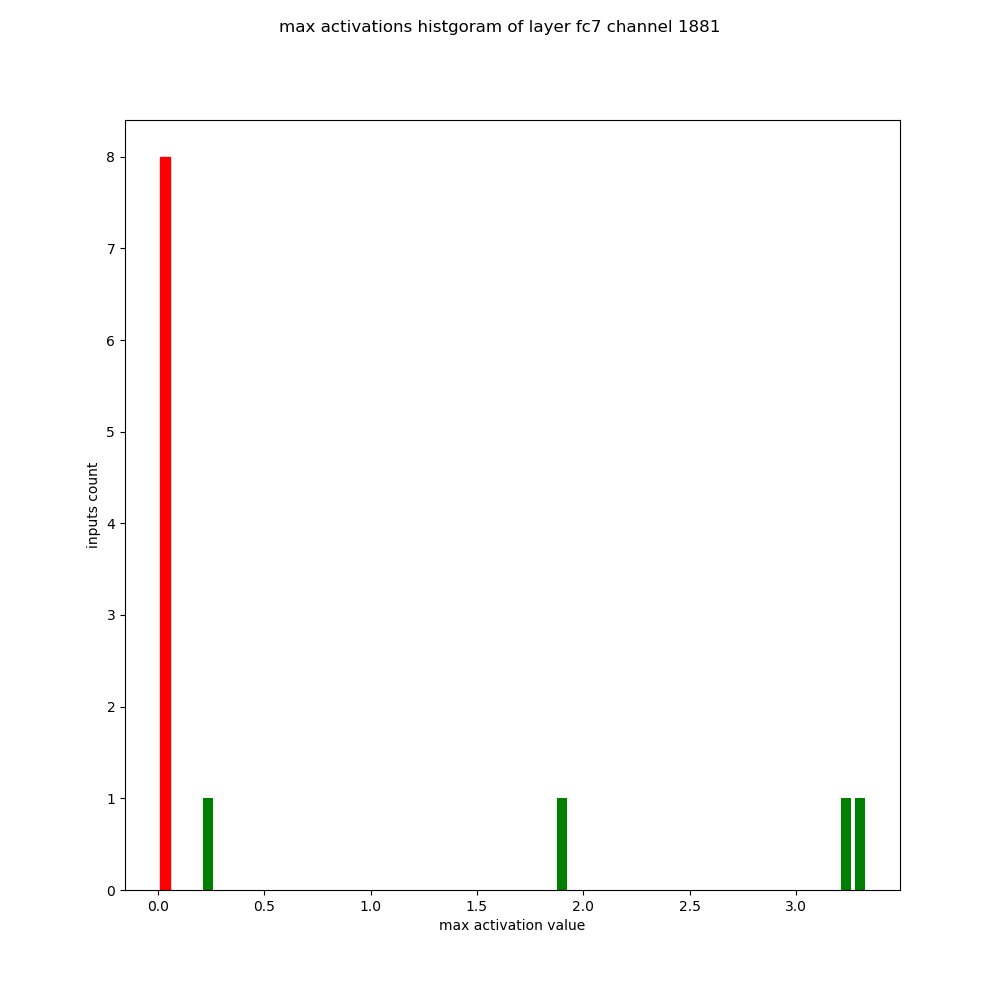 max activations histgoram of layer fc7 channel 1881
8
7
6
5
4
3
2
1
0
inputs count
0.0 0.5 1.0 1.5 2.0 2.5 3.0
max activation value